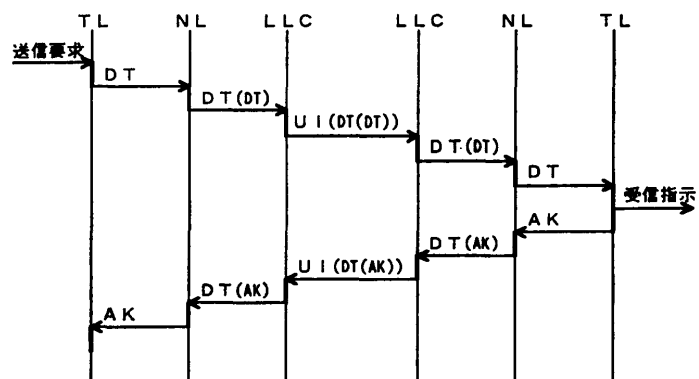 TL NL LLC LLC NL TL
送信要求
DT
DT(DT)
UI(DT(DT))
DT(DT)
DT
受信指示
AK
DT(AK)
UI(DT(AK))
DT(AK)
AK